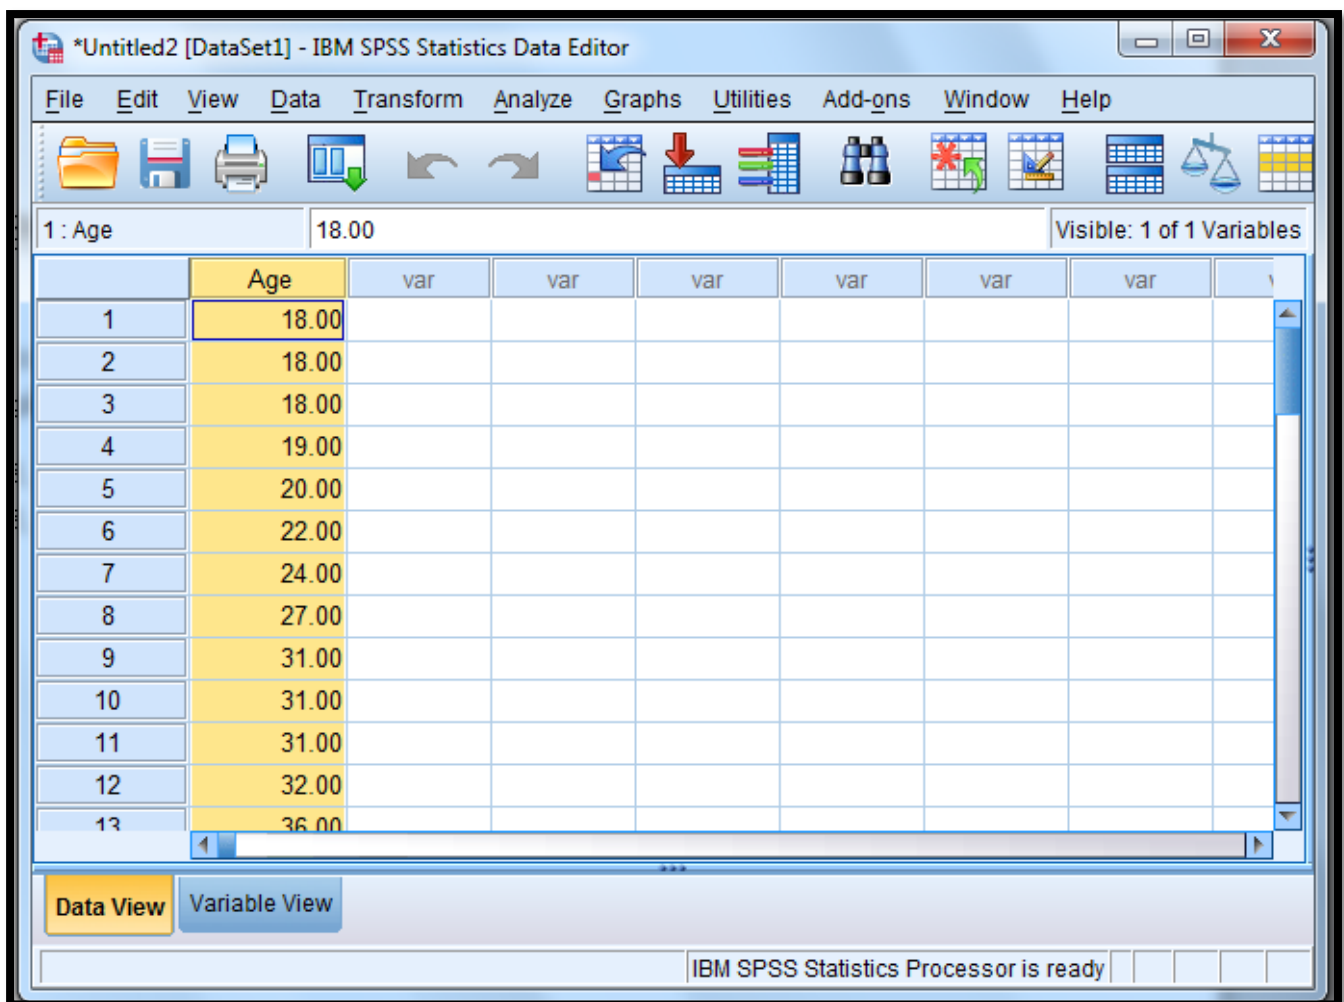 *Untitled2 [DataSet1] - IBM SPSS Statistics Data Editor
File Edit View Data Transform Analyze Graphs Utilities Add-ons Window Help
1 : Age 18.00 Visible: 1 of 1 Variables
Age var var var var var var
1 18.00
2 18.00
3 18.00
4 19.00
5 20.00
6 22.00
7 24.00
8 27.00
9 31.00
10 31.00
11 31.00
12 32.00
13 36.00
Data View Variable View
IBM SPSS Statistics Processor is ready